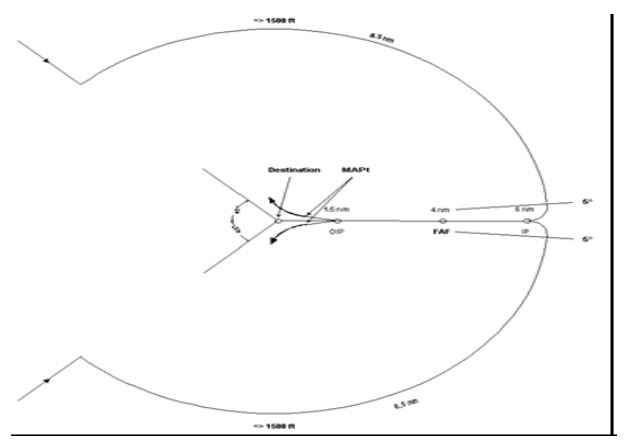 => 1500 ft
6.5 nm
Destination
MAPt
5°
1.5 nm
4 nm
6 nm
OIP
FAF
IP
5°
6.5 nm
=> 1500 ft